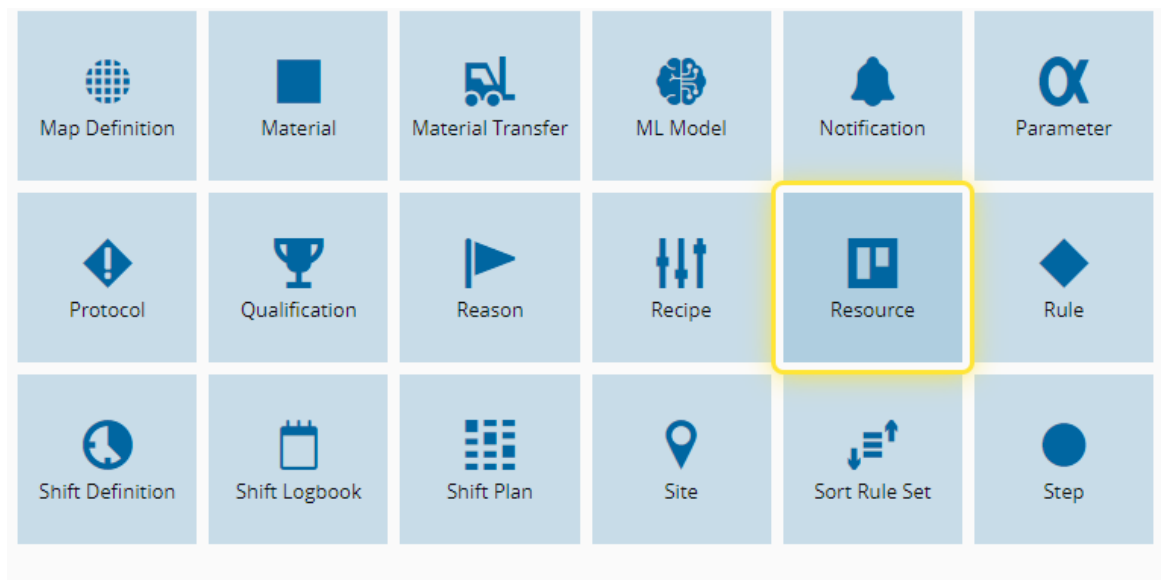 Map Definition
Material
Material Transfer
ML Model
Notification
Parameter
Protocol
Qualification
Reason
Recipe
Resource
Rule
Shift Definition
Shift Logbook
Shift Plan
Site
Sort Rule Set
Step